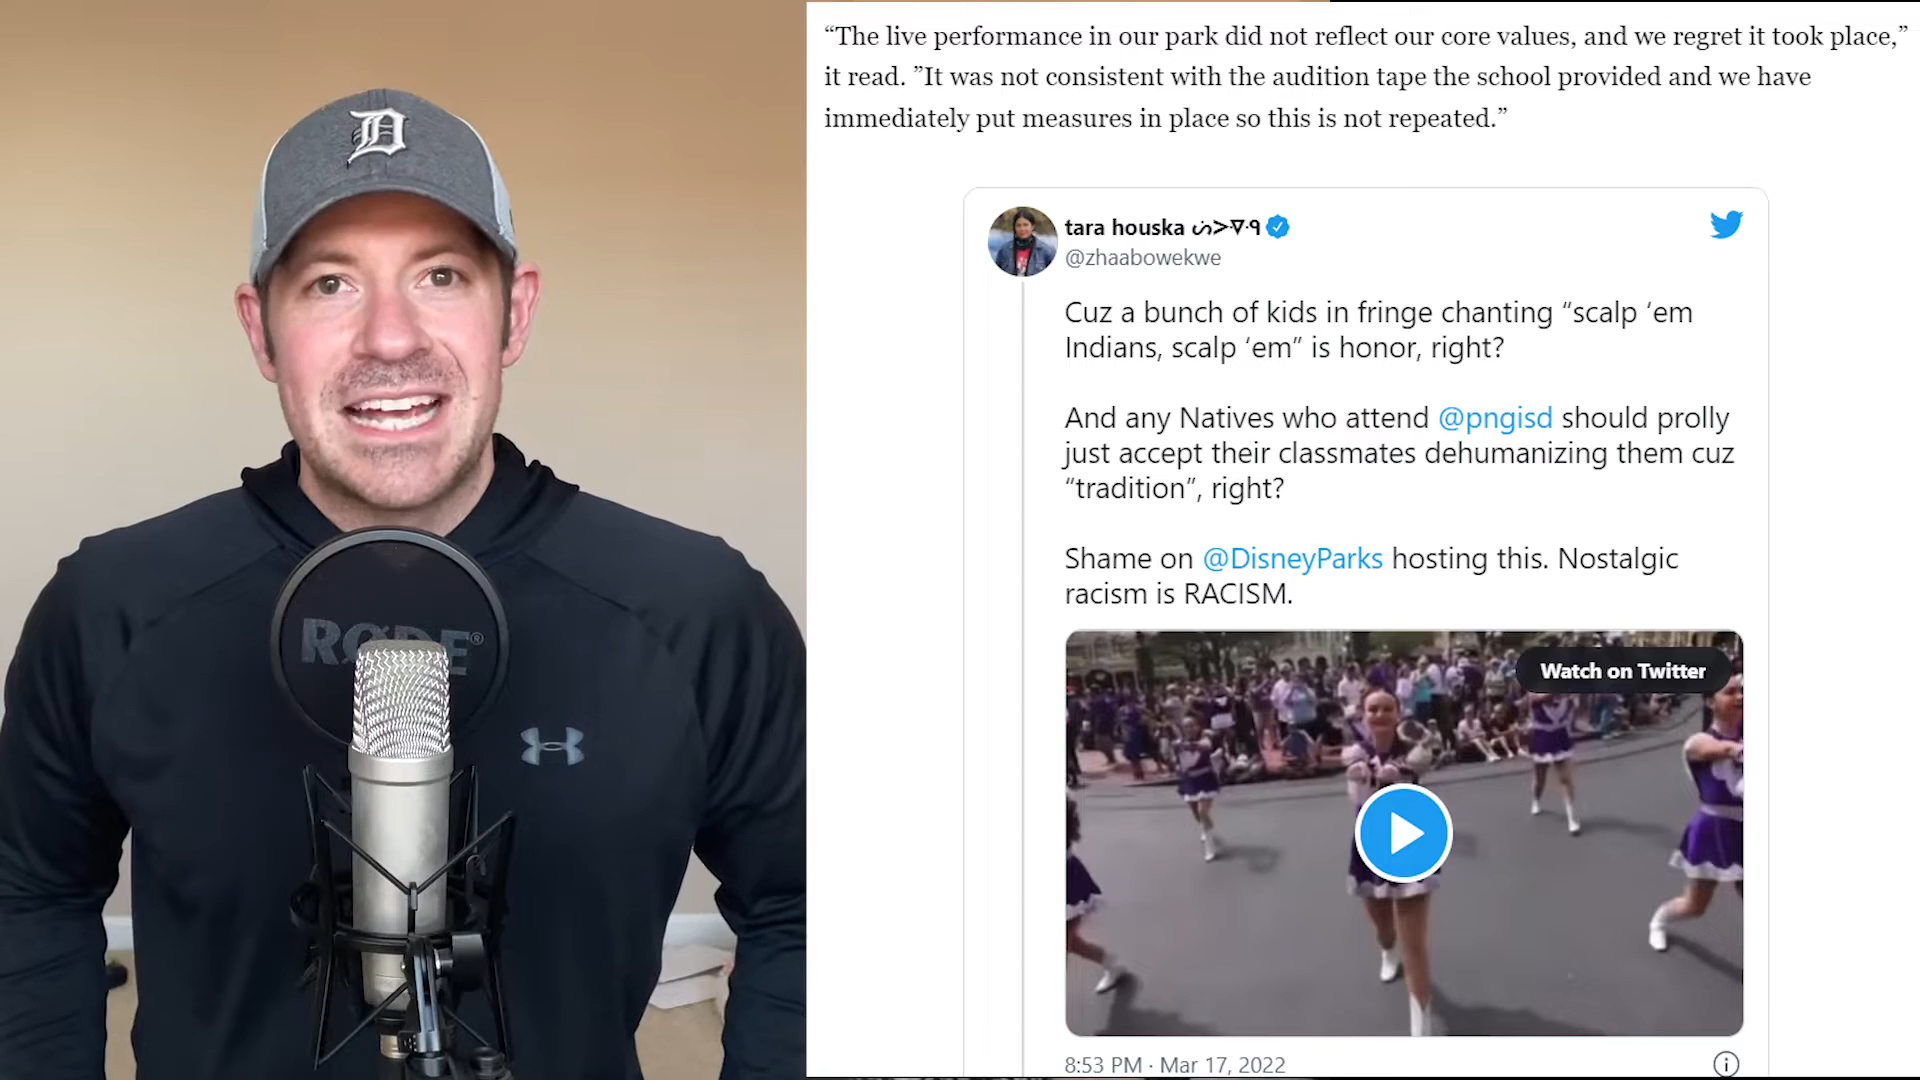 “The live performance in our park did not reflect our core values, and we regret it took place,”
it read. ”It was not consistent with the audition tape the school provided and we have
immediately put measures in place so this is not repeated.”
tara houska ᔖᐳᐌᑫ
@zhaabowekwe
Cuz a bunch of kids in fringe chanting “scalp ‘em
Indians, scalp ‘em” is honor, right?
And any Natives who attend @pngisd should prolly
just accept their classmates dehumanizing them cuz
“tradition”, right?
Shame on @DisneyParks hosting this. Nostalgic
racism is RACISM.
Watch on Twitter
8:53 PM · Mar 17, 2022
D
RØDE®